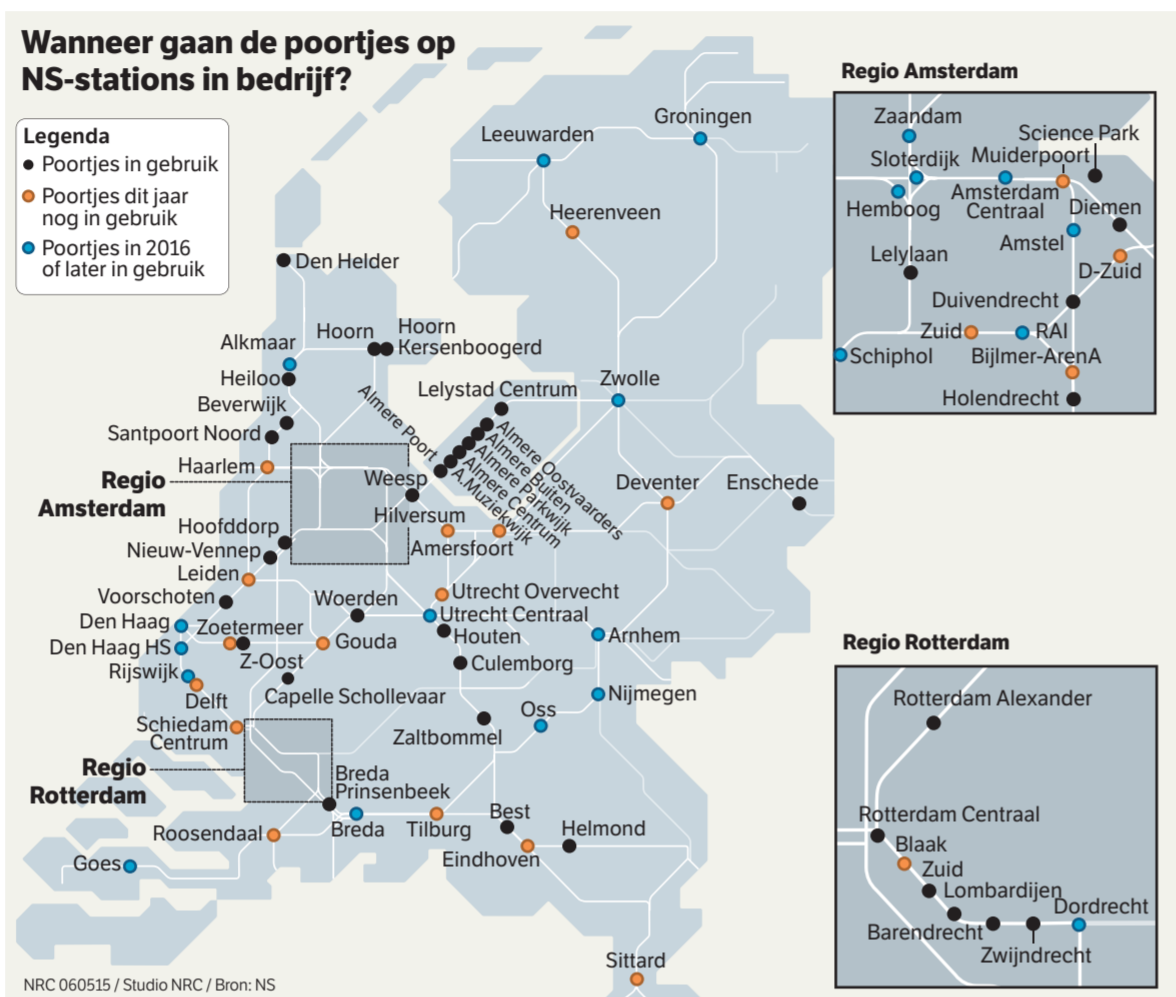 Wanneer gaan de poortjes op
NS-stations in bedrijf?
Legenda
Poortjes in gebruik
Poortjes dit jaar
nog in gebruik
Poortjes in 2016
of later in gebruik
Leeuwarden
Groningen
Heerenveen
Den Helder
Hoorn
Hoorn
Kersenboogerd
Alkmaar
Heiloo
Beverwijk
Santpoort Noord
Haarlem
Regio
Amsterdam
Lelystad Centrum
Zwolle
Almere Poort
Almere Oostvaarders
Almere Buiten
Almere Parkwijk
Almere Centrum
A.Muziekwijk
Weesp
Hilversum
Amersfoort
Deventer
Enschede
Hoofddorp
Nieuw-Vennep
Leiden
Voorschoten
Woerden
Utrecht Overvecht
Utrecht Centraal
Den Haag
Zoetermeer
Gouda
Houten
Arnhem
Den Haag HS
Z-Oost
Culemborg
Rijswijk
Delft
Capelle Schollevaar
Nijmegen
Schiedam
Centrum
Oss
Zaltbommel
Regio
Rotterdam
Breda
Prinsenbeek
Roosendaal
Breda
Tilburg
Best
Helmond
Eindhoven
Goes
Sittard
NRC 060515 / Studio NRC / Bron: NS
Regio Amsterdam
Zaandam
Science Park
Sloterdijk
Muiderpoort
Hemboog
Amsterdam
Centraal
Diemen
Amstel
Lelylaan
D-Zuid
Duivendrecht
Zuid
RAI
Schiphol
Bijlmer-ArenA
Holendrecht
Regio Rotterdam
Rotterdam Alexander
Rotterdam Centraal
Blaak
Zuid
Lombardijen
Dordrecht
Barendrecht
Zwijndrecht